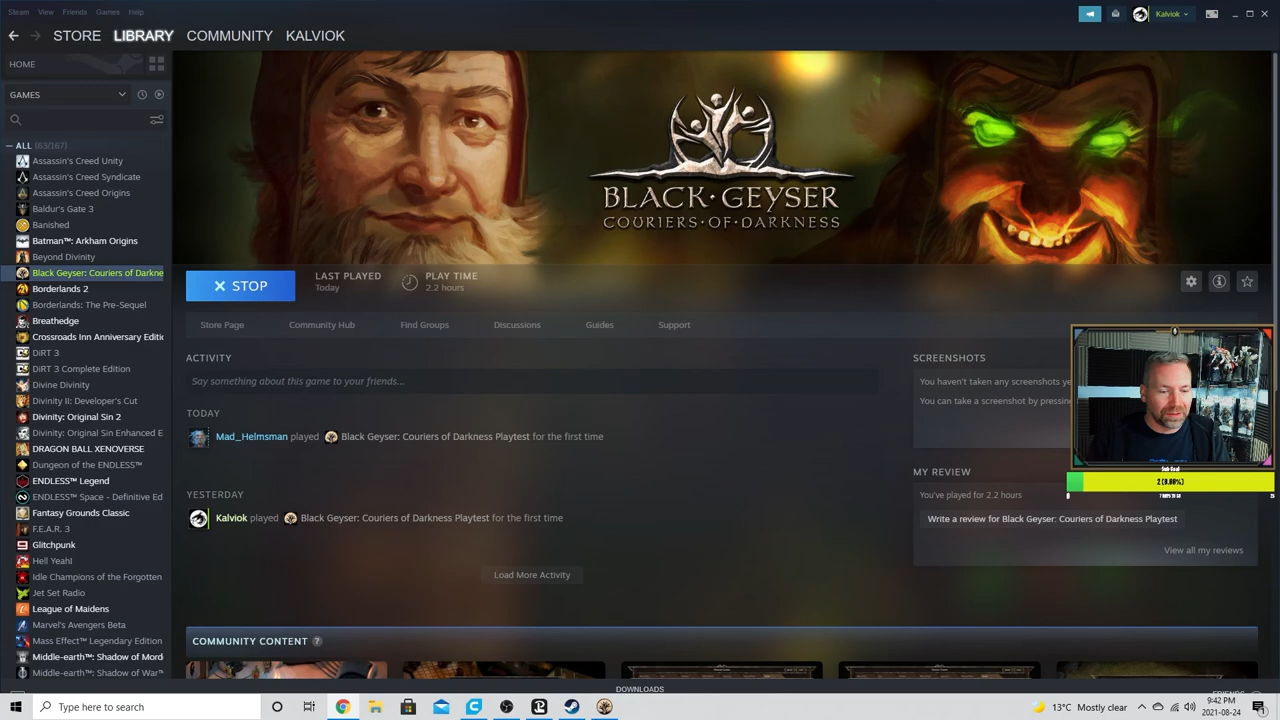 Steam View Friends Games Help
Kalviok
STORE LIBRARY COMMUNITY KALVIOK
HOME
GAMES
ALL (63/167)
Assassin's Creed Unity
Assassin's Creed Syndicate
Assassin's Creed Origins
Baldur's Gate 3
Banished
Batman™: Arkham Origins
Beyond Divinity
Black Geyser: Couriers of Darkne
Borderlands 2
Borderlands: The Pre-Sequel
Breathedge
Crossroads Inn Anniversary Editic
DiRT 3
DiRT 3 Complete Edition
Divine Divinity
Divinity II: Developer's Cut
Divinity: Original Sin 2
Divinity: Original Sin Enhanced E
DRAGON BALL XENOVERSE
Dungeon of the ENDLESS™
ENDLESS™ Legend
ENDLESS™ Space - Definitive Ed
Fantasy Grounds Classic
F.E.A.R. 3
Glitchpunk
Hell Yeah!
Idle Champions of the Forgotten
Jet Set Radio
League of Maidens
Marvel's Avengers Beta
Mass Effect™ Legendary Edition
Middle-earth™: Shadow of Mord
Middle-earth™: Shadow of War™
BLACK·GEYSER
COURIERS·OF·DARKNESS
STOP
LAST PLAYED
Today
PLAY TIME
2.2 hours
Store Page Community Hub Find Groups Discussions Guides Support
ACTIVITY
Say something about this game to your friends...
TODAY
Mad_Helmsman played Black Geyser: Couriers of Darkness Playtest for the first time
YESTERDAY
Kalviok played Black Geyser: Couriers of Darkness Playtest for the first time
Load More Activity
SCREENSHOTS
You haven't taken any screenshots ye
You can take a screenshot by pressing
MY REVIEW
You've played for 2.2 hours
Write a review for Black Geyser: Couriers of Darkness Playtest
View all my reviews
Sub Goal
COMMUNITY CONTENT ?
DOWNLOADS
Type here to search
13°C Mostly clear
9:42 PM
2021-08-24